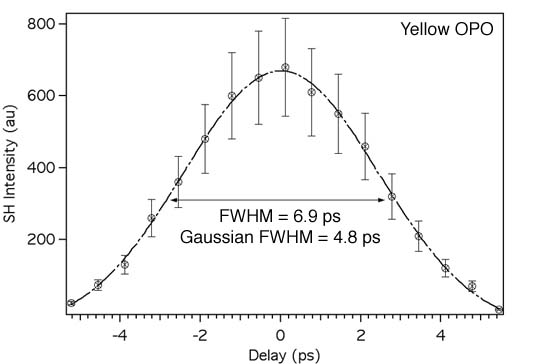 Yellow OPO
800
600
400
200
SH Intensity (au)
FWHM = 6.9 ps
Gaussian FWHM = 4.8 ps
-4
-2
0
2
4
Delay (ps)